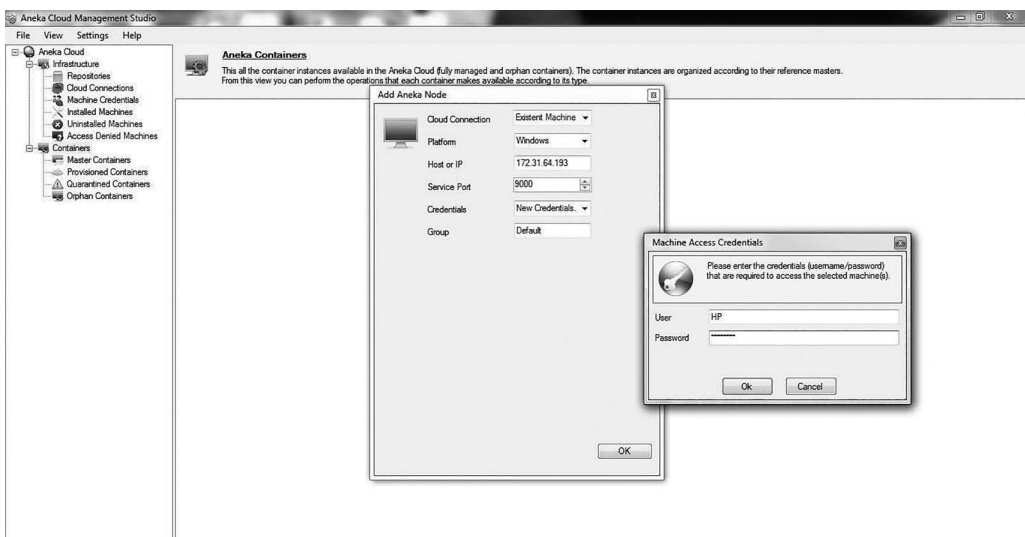 Aneka Cloud Management Studio
File View Settings Help
Aneka Cloud
Infrastructure
Repositories
Cloud Connections
Machine Credentials
Installed Machines
Uninstalled Machines
Access Denied Machines
Containers
Master Containers
Provisioned Containers
Quarantined Containers
Orphan Containers
Aneka Containers
This all the container instances available in the Aneka Cloud (fully managed and orphan containers). The container instances are organized according to their reference masters.
From this view you can perform the operations that each container makes available according to its type.
Add Aneka Node
Cloud Connection Existent Machine
Platform Windows
Host or IP 172.31.64.193
Service Port 9000
Credentials New Credentials.
Group Default
OK
Machine Access Credentials
Please enter the credentials (username/password)
that are required to access the selected machine(s).
User HP
Password
Ok Cancel